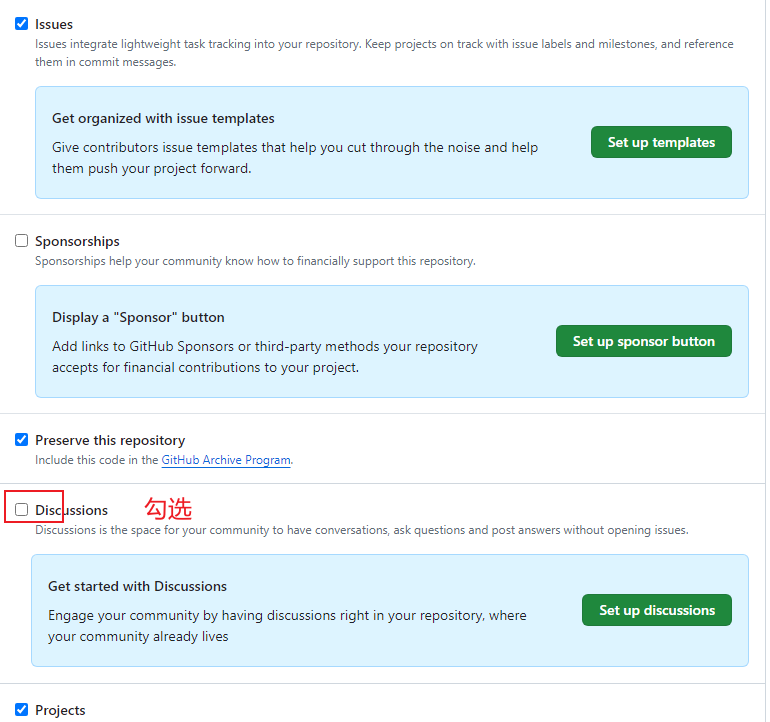 Issues
Issues integrate lightweight task tracking into your repository. Keep projects on track with issue labels and milestones, and reference
them in commit messages.
Get organized with issue templates
Give contributors issue templates that help you cut through the noise and help
them push your project forward.
Set up templates
Sponsorships
Sponsorships help your community know how to financially support this repository.
Display a "Sponsor" button
Add links to GitHub Sponsors or third-party methods your repository
accepts for financial contributions to your project.
Set up sponsor button
Preserve this repository
Include this code in the GitHub Archive Program.
Discussions 勾选
Discussions is the space for your community to have conversations, ask questions and post answers without opening issues.
Get started with Discussions
Engage your community by having discussions right in your repository, where
your community already lives
Set up discussions
Projects